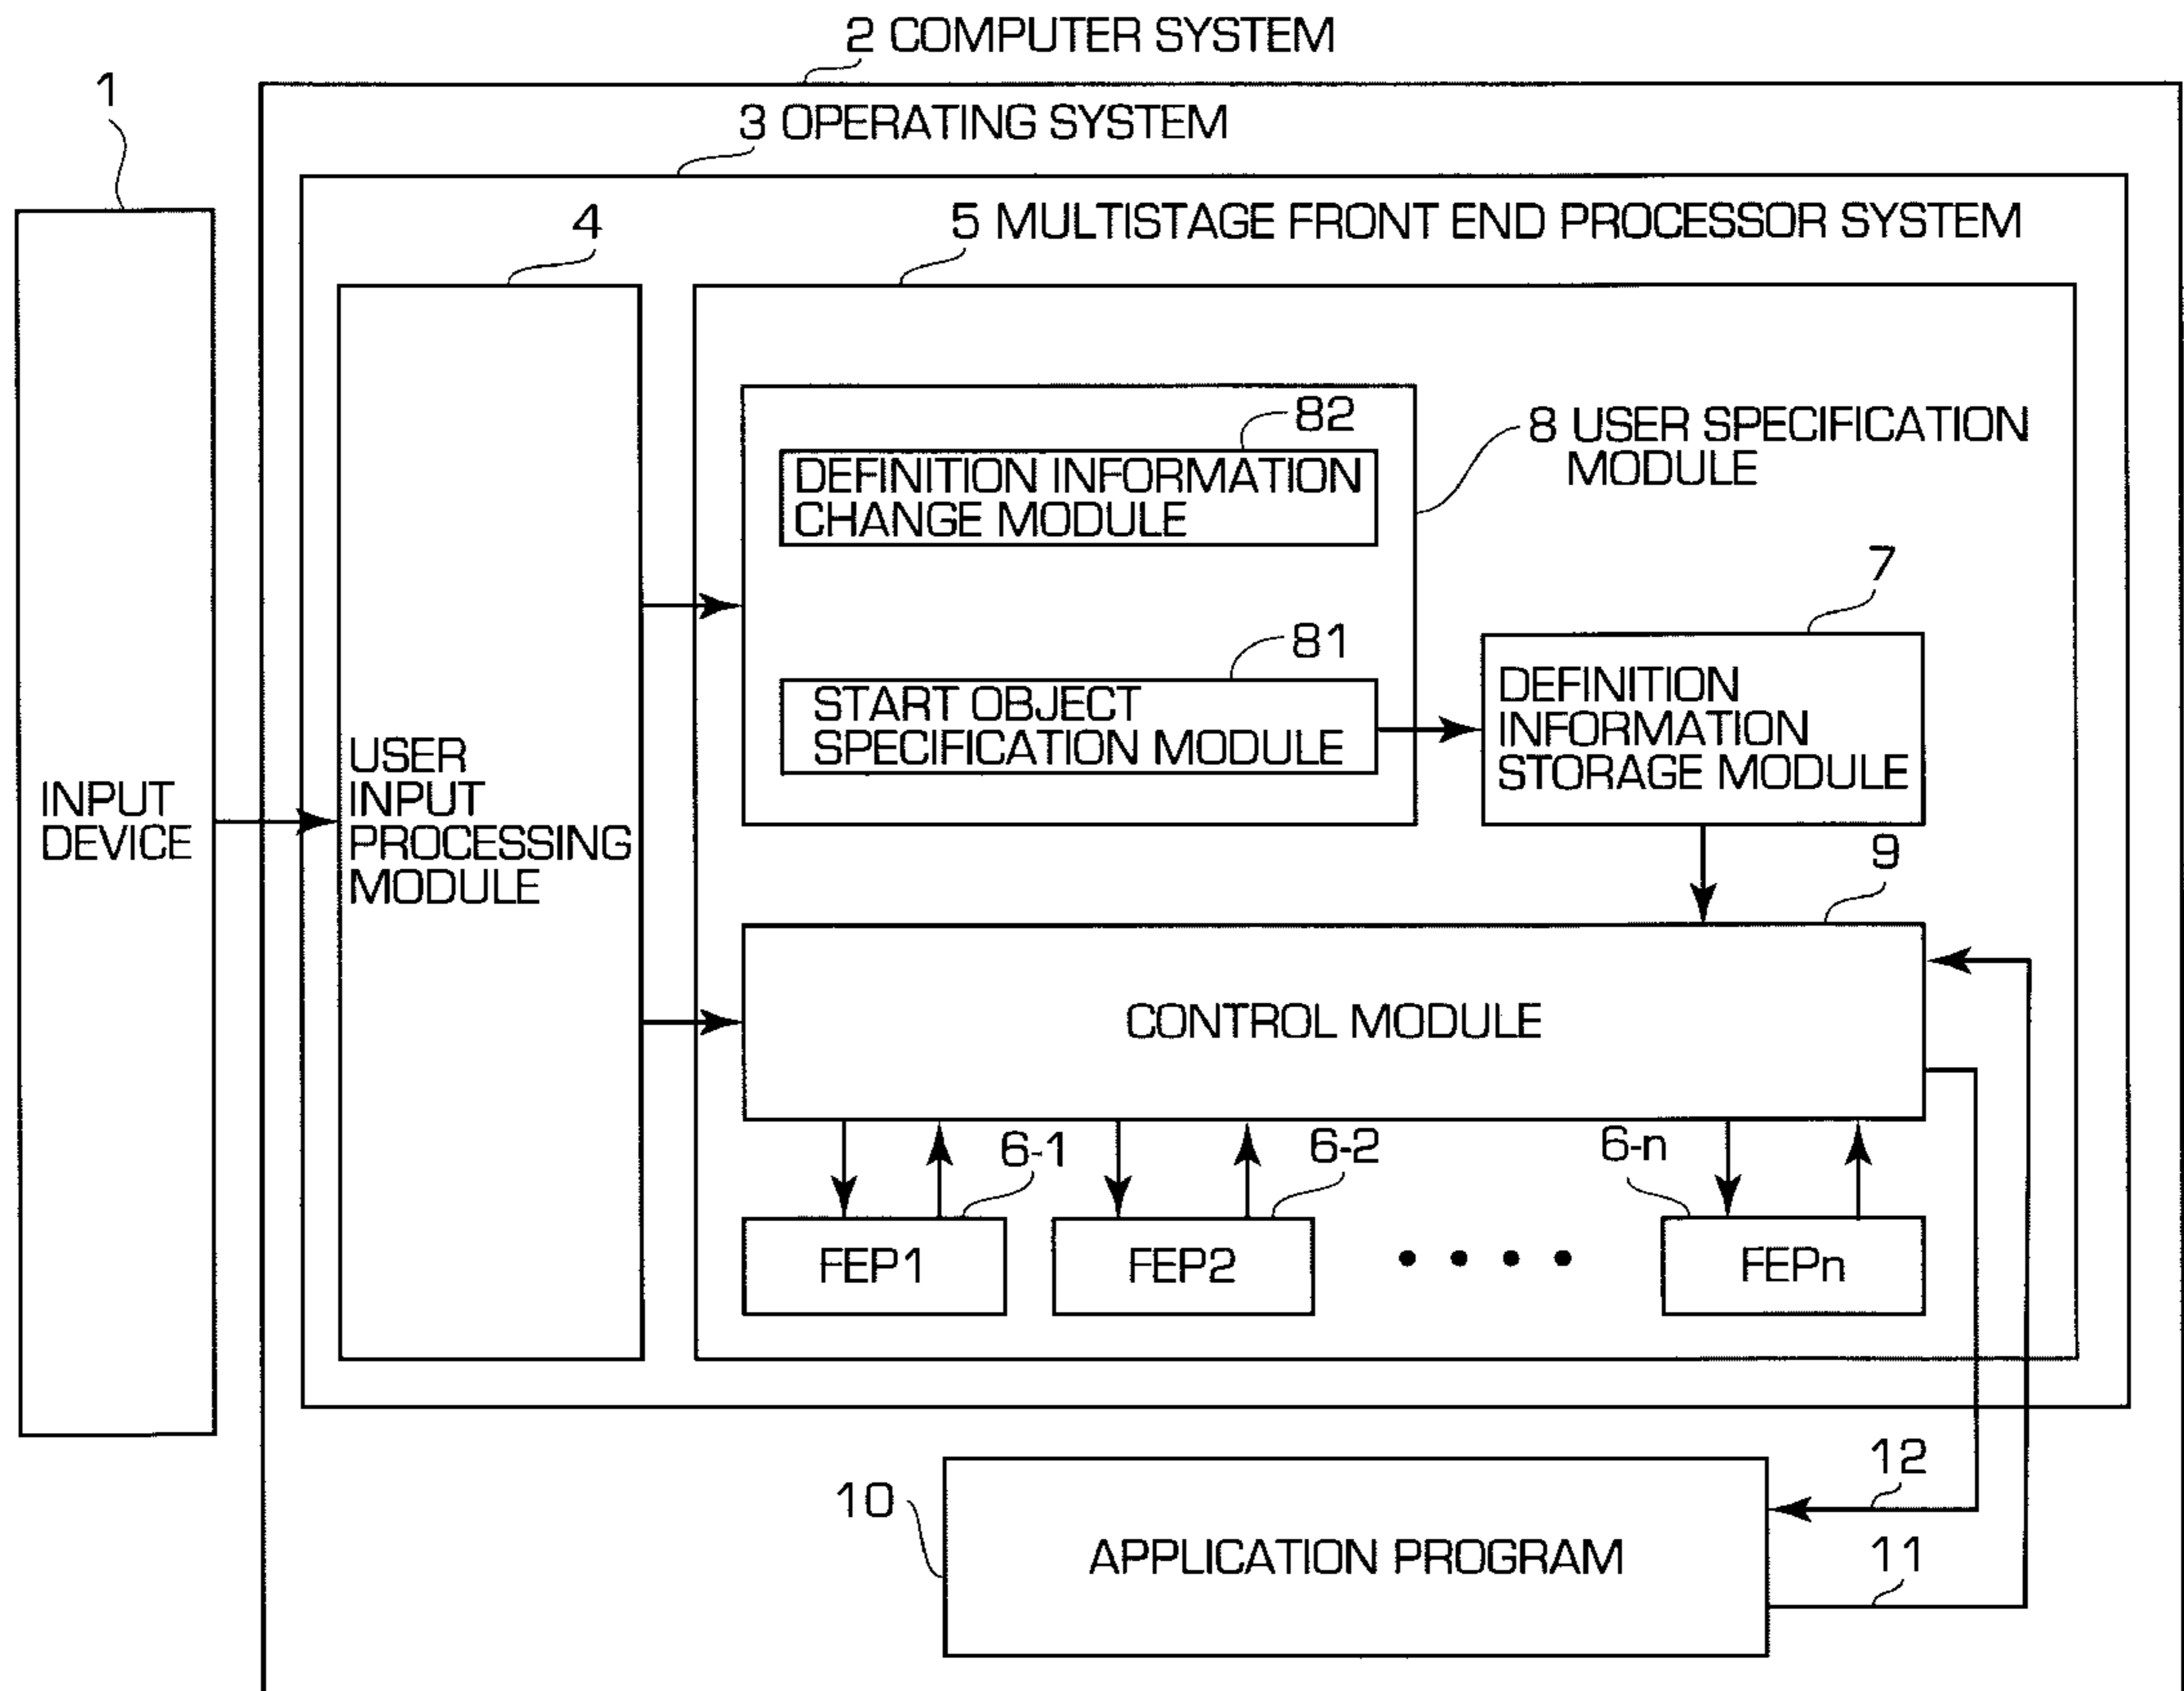 2 COMPUTER SYSTEM
1
3 OPERATING SYSTEM
4
5 MULTISTAGE FRONT END PROCESSOR SYSTEM
82
8 USER SPECIFICATION
MODULE
DEFINITION INFORMATION
CHANGE MODULE
7
81
START OBJECT
SPECIFICATION MODULE
DEFINITION
INFORMATION
STORAGE MODULE
INPUT
DEVICE
USER
INPUT
PROCESSING
MODULE
9
CONTROL MODULE
6-1
6-2
6-n
FEP1
FEP2
• • • •
FEPn
12
10
APPLICATION PROGRAM
11